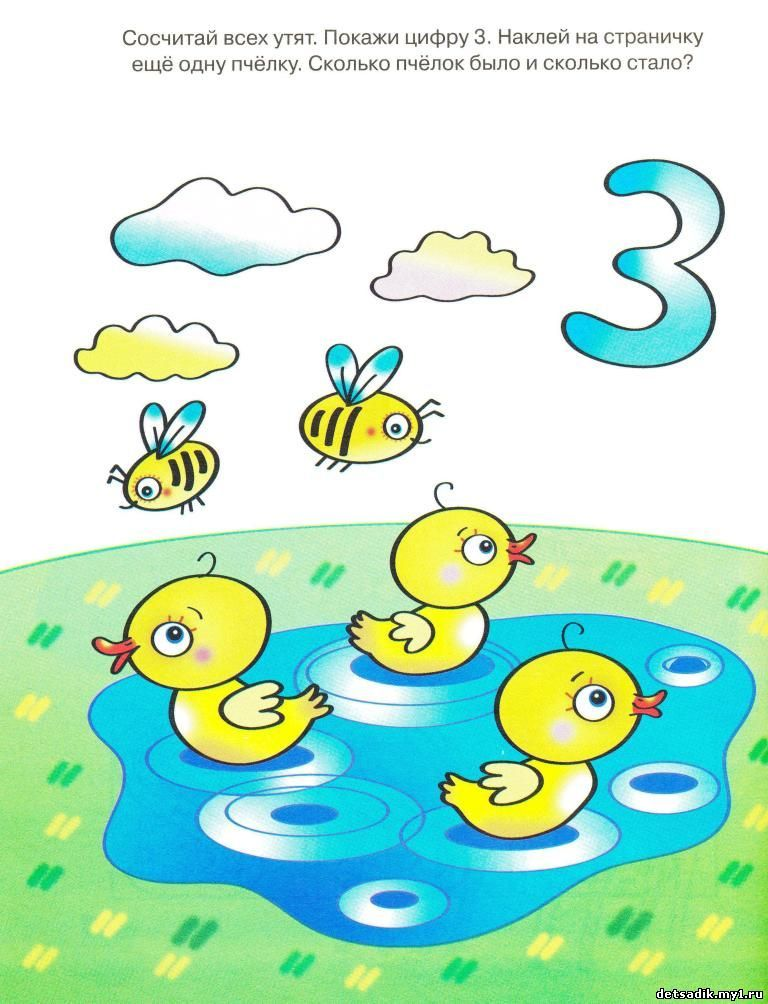 Сосчитай всех утят. Покажи цифру 3. Наклей на страничку
ещё одну пчёлку. Сколько пчёлок было и сколько стало?
3
detsadik.my1.ru